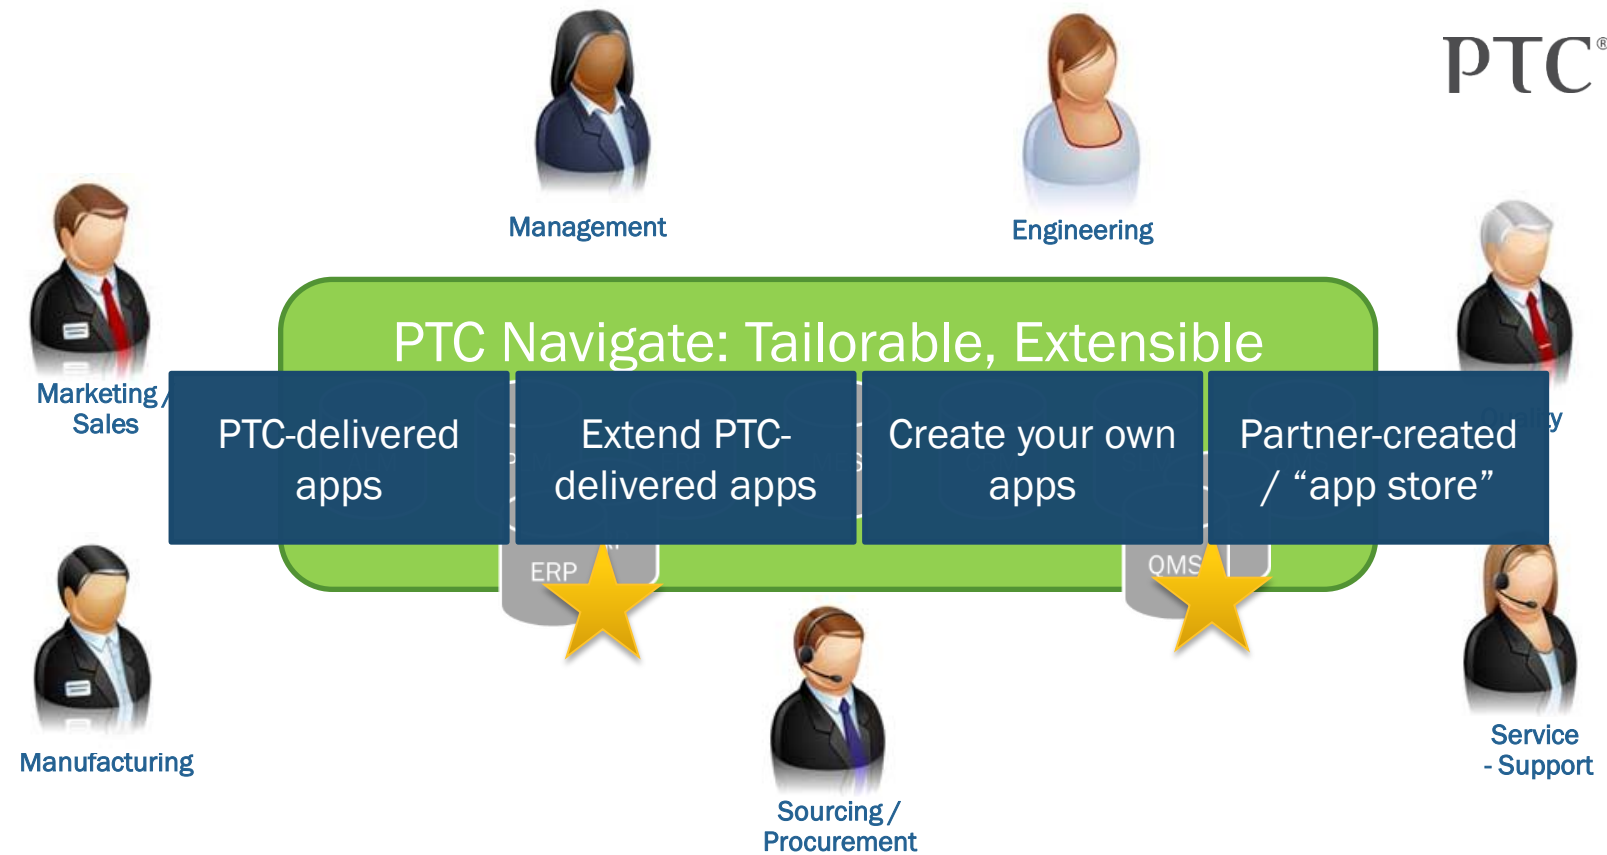 PTC®
Management
Engineering
PTC Navigate: Tailorable, Extensible
Marketing /
Sales
PTC-delivered
apps
Extend PTC-
delivered apps
Create your own
apps
Partner-created
/ “app store”
ERP
QMS
Manufacturing
Service
- Support
Sourcing /
Procurement